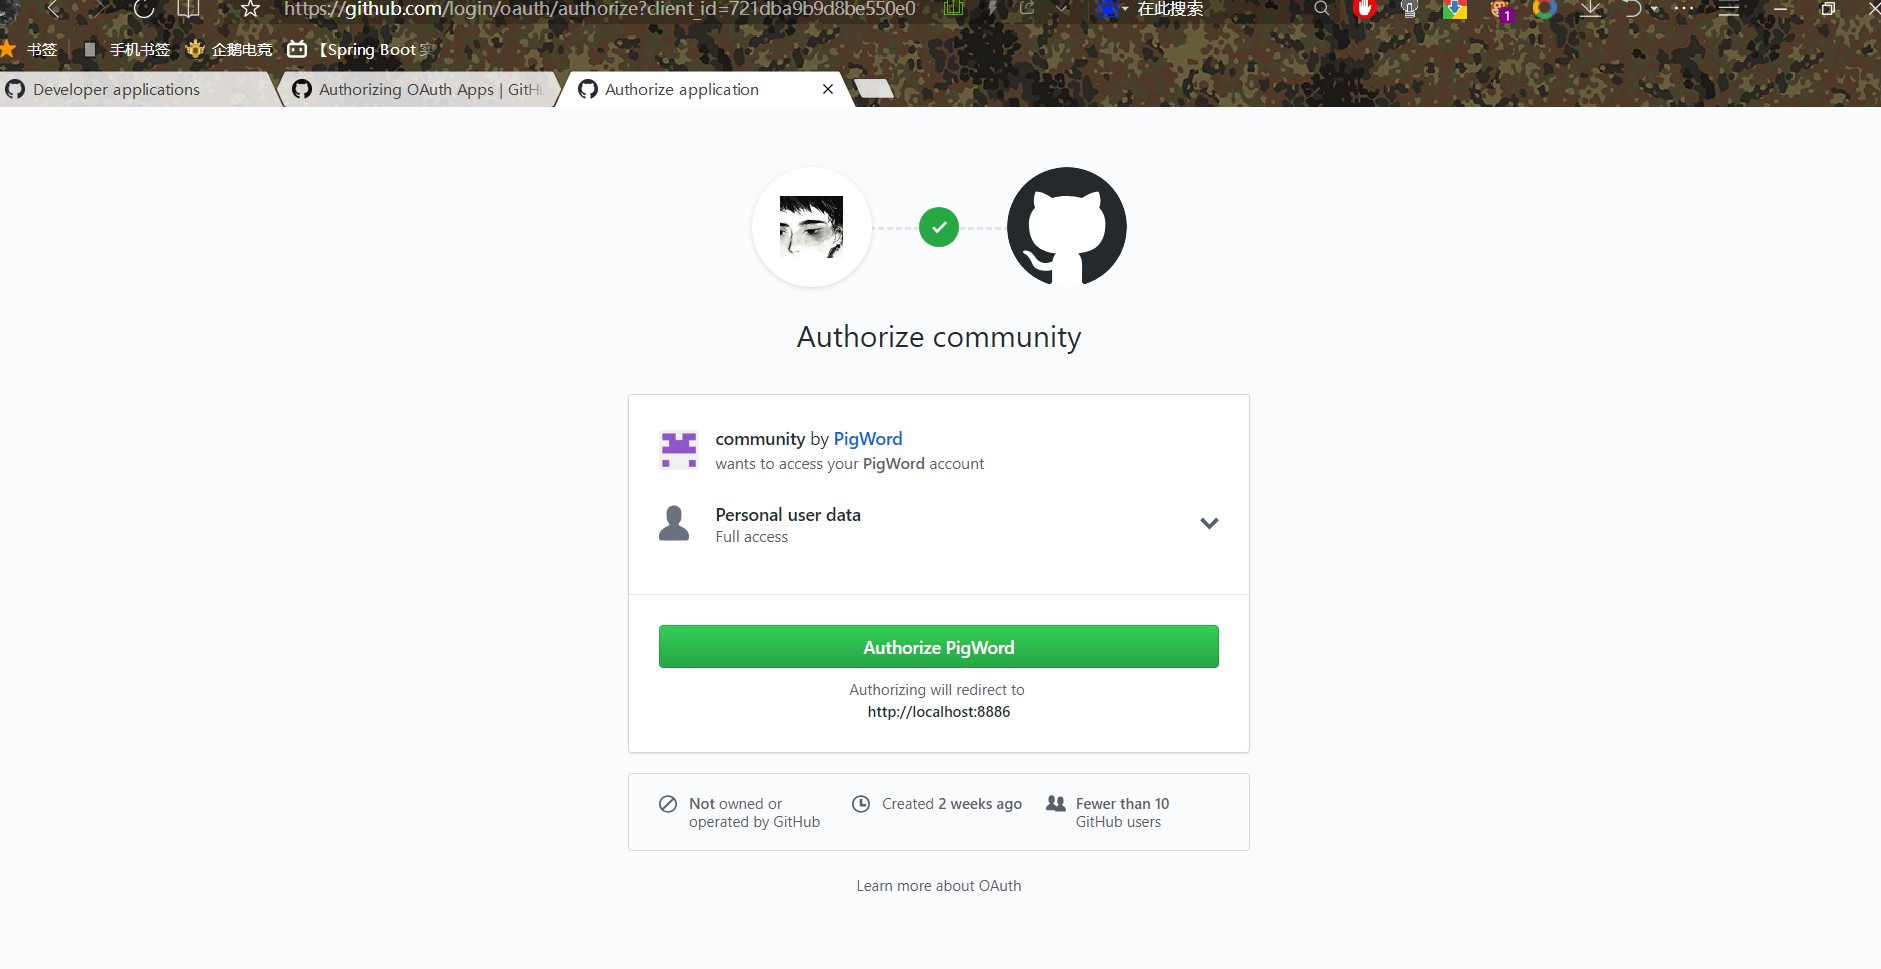 https://github.com/login/oauth/authorize?client_id=721dba9b9d8be550e0
在此搜索
1
书签
手机书签
企鹅电竞
【Spring Boot 实
Developer applications
Authorizing OAuth Apps | GitHu
Authorize application
Authorize community
community by PigWord
wants to access your PigWord account
Personal user data
Full access
Authorize PigWord
Authorizing will redirect to
http://localhost:8886
Not owned or
operated by GitHub
Created 2 weeks ago
Fewer than 10
GitHub users
Learn more about OAuth